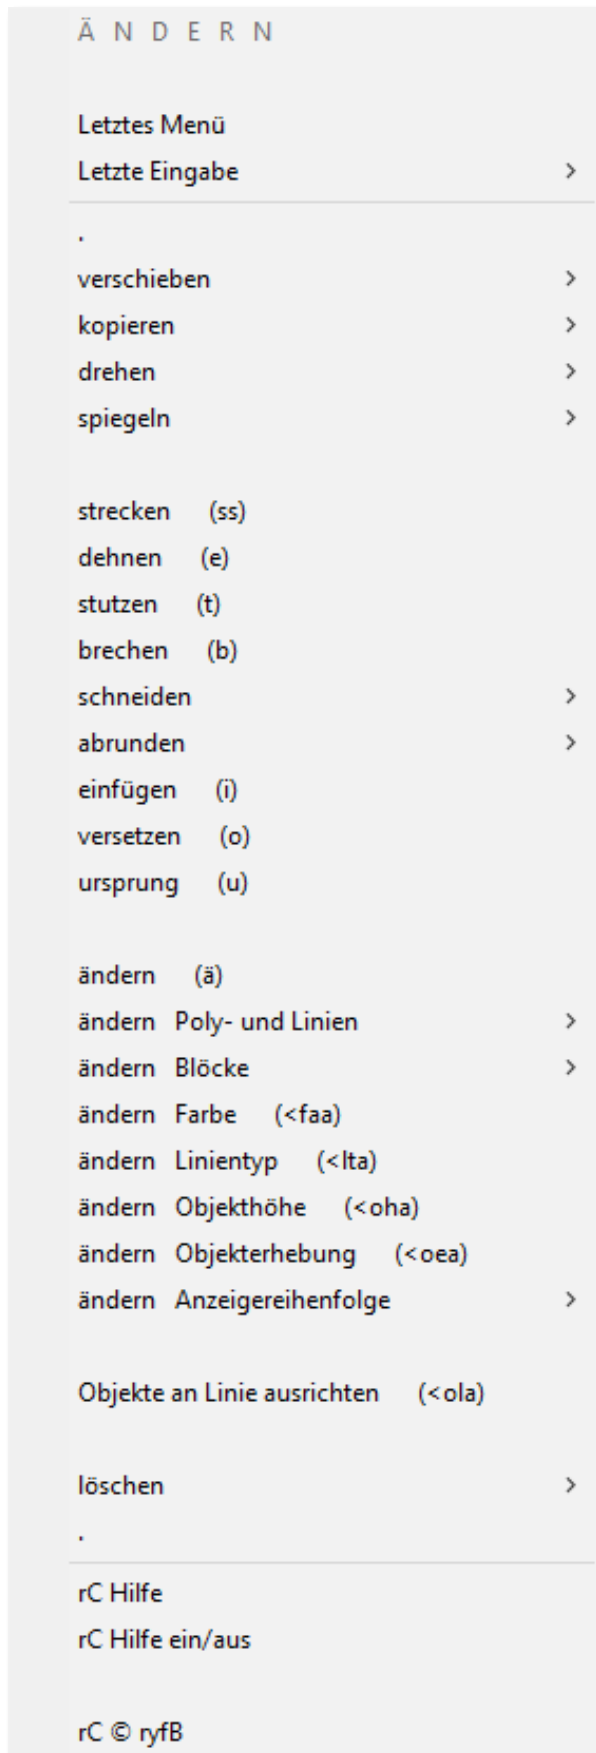 Ä N D E R N
Letztes Menü
Letzte Eingabe >
.
verschieben >
kopieren >
drehen >
spiegeln >
strecken (ss)
dehnen (e)
stutzen (t)
brechen (b)
schneiden >
abrunden >
einfügen (i)
versetzen (o)
ursprung (u)
ändern (ä)
ändern Poly- und Linien >
ändern Blöcke >
ändern Farbe (<faa)
ändern Linientyp (<lta)
ändern Objekthöhe (<oha)
ändern Objekterhebung (<oea)
ändern Anzeigereihenfolge >
Objekte an Linie ausrichten (<ola)
löschen >
.
rC Hilfe
rC Hilfe ein/aus
rC © ryfB